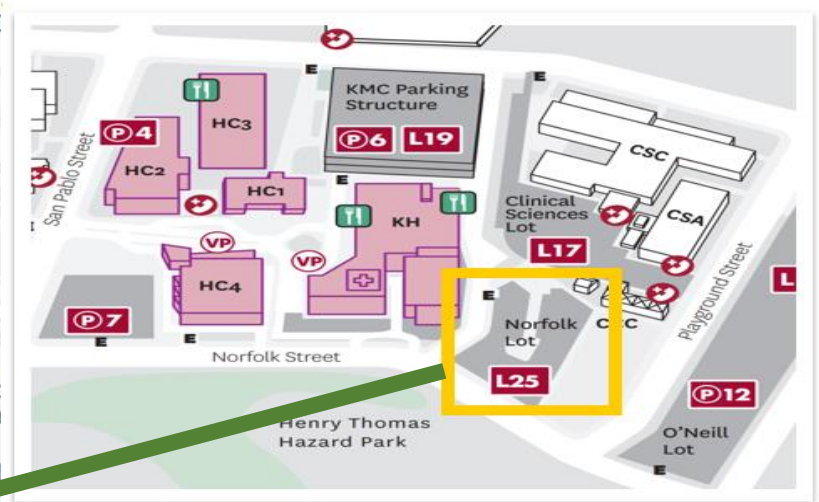 E
E
KMC Parking
Structure
P6
L19
HC3
P4
HC2
San Pablo Street
HC1
E
CSC
Clinical
Sciences
Lot
CSA
KH
L17
VP
VP
HC4
Playground Street
L
P7
E
E
E
Norfolk
Lot
Norfolk Street
L25
P12
Henry Thomas
Hazard Park
O'Neill
Lot
E